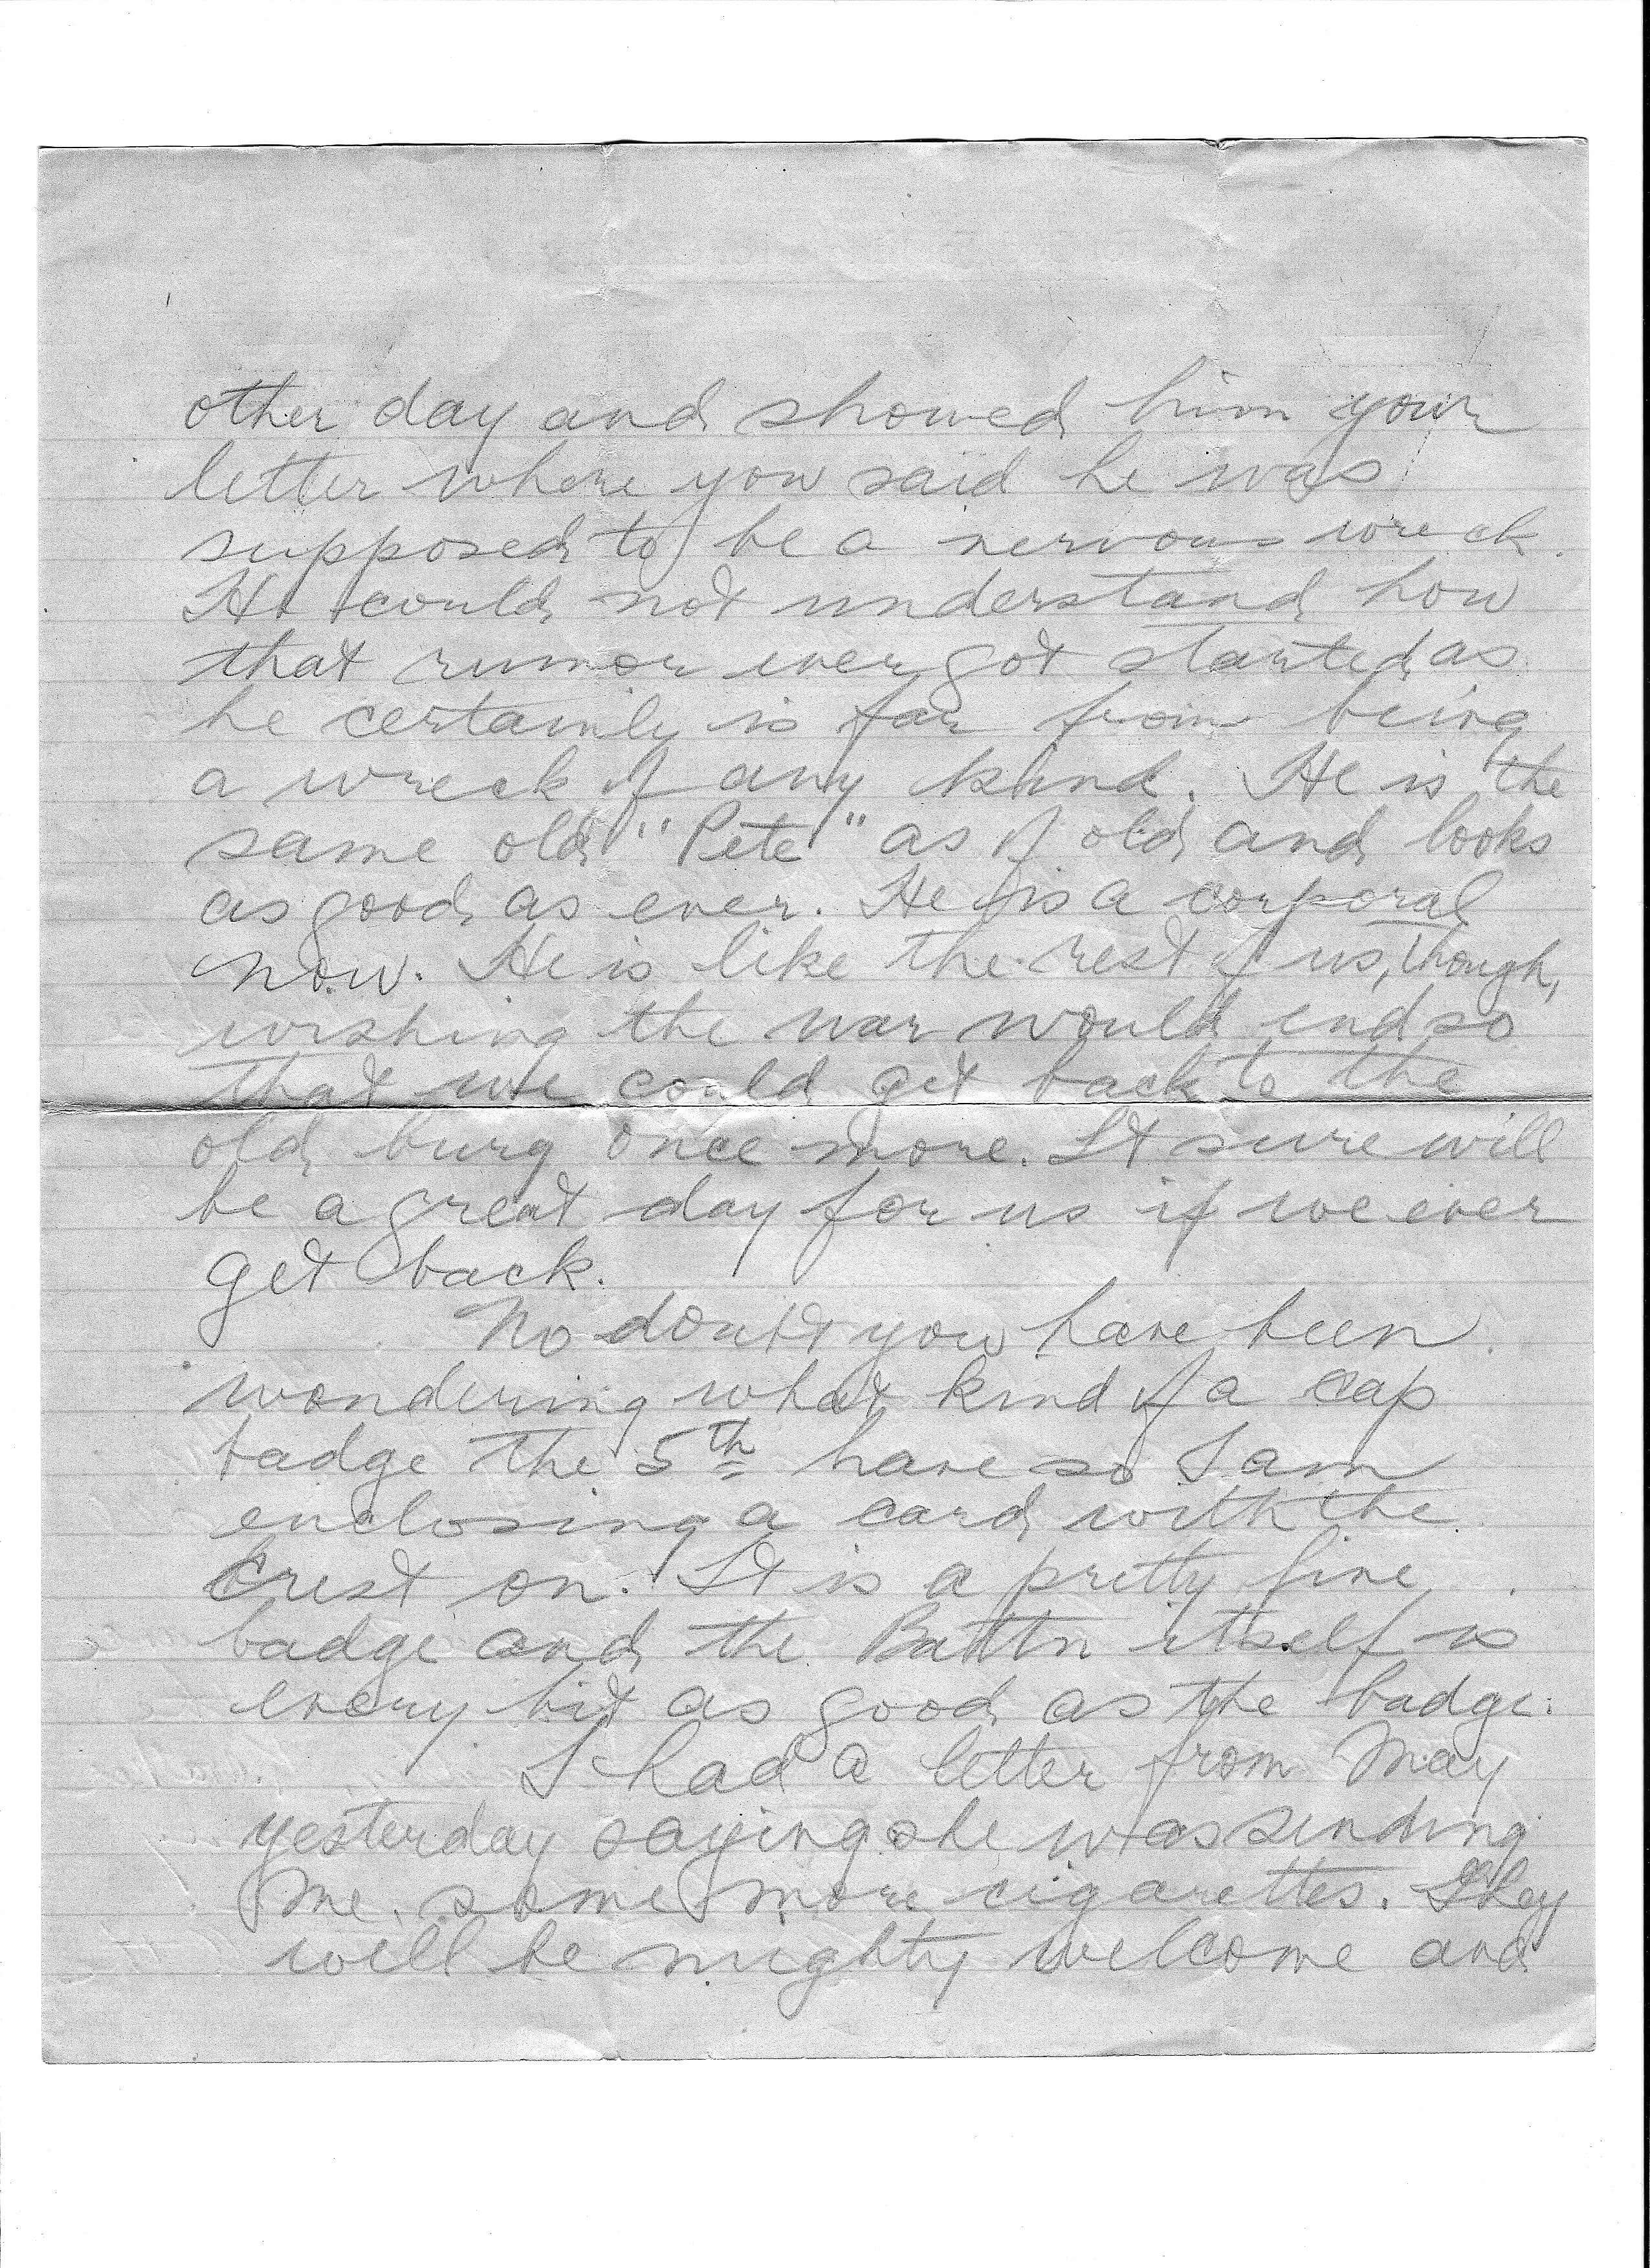 other day and showed him your
letter where you said he was
supposed to be a nervous wreck.
He could not understand how
that rumor ever got started as
he certainly is far from being
a wreck of any kind. He is the
same old "Pete" as of old and looks
as good as ever. He is a corporal
now. He is like the rest of us, though,
wishing the war would end so
that we could get back to the
old burg once more. It sure will
be a great day for us if we ever
get back.
No doubt you have been
wondering what kind of a cap
badge the 5th have so I am
enclosing a card with the
crest on. It is a pretty fine
badge and the Battn itself is
every bit as good as the badge.
I had a letter from May
yesterday saying she was sending
me some more cigarettes. They
will be mighty welcome and